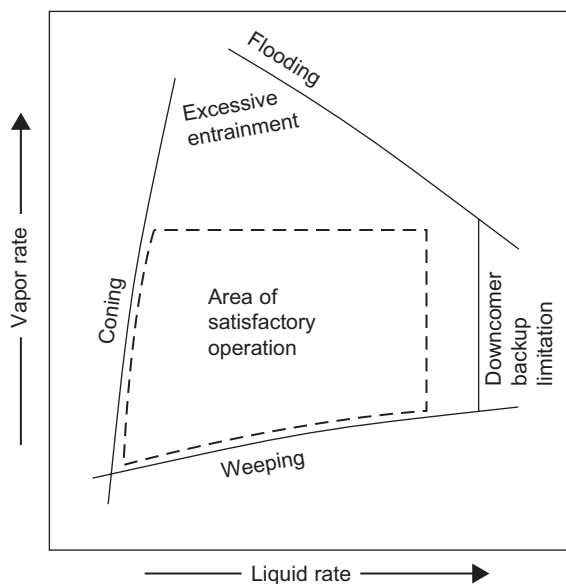 Flooding
Excessive
entrainment
Vapor rate
Coning
Area of
satisfactory
operation
Downcomer
backup
limitation
Weeping
Liquid rate